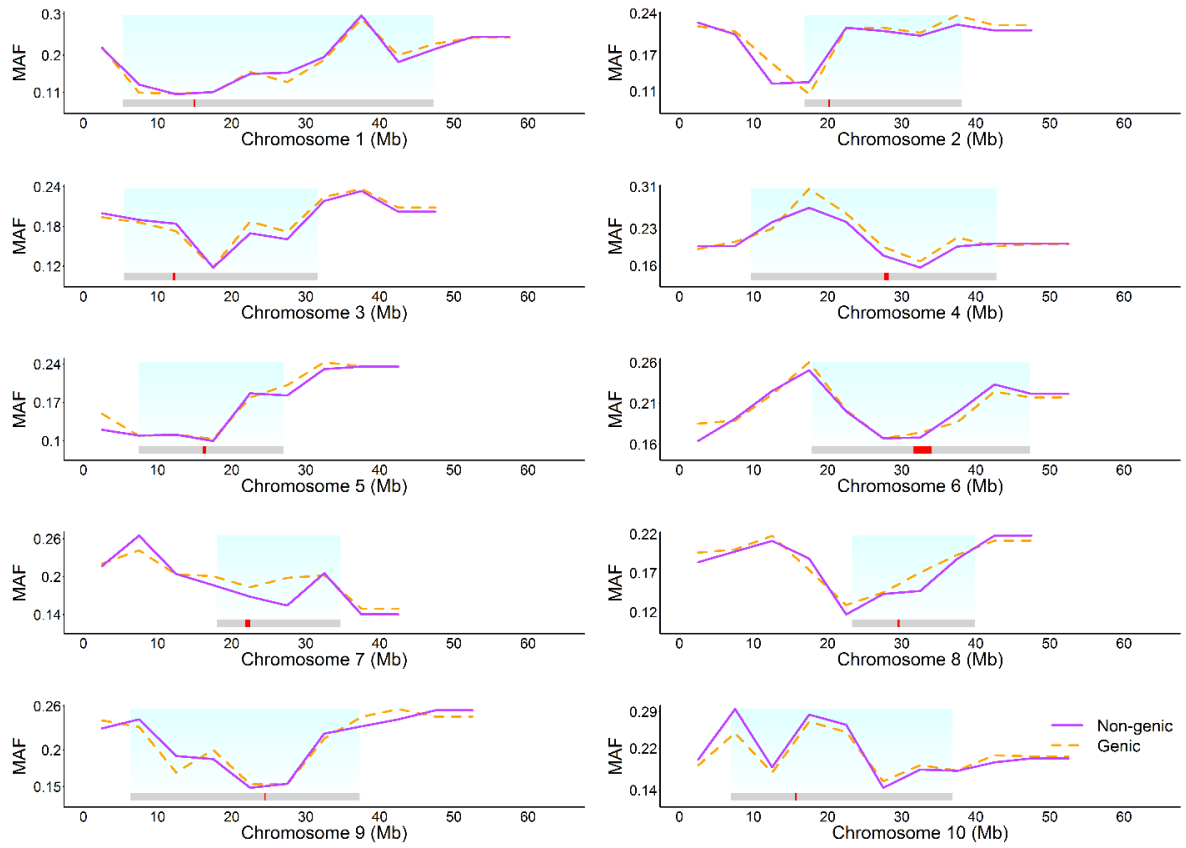 0.3
0.2
0.11
MAF
0 10 20 30 40 50 60
Chromosome 1 (Mb)
0.24
0.17
0.11
MAF
0 10 20 30 40 50 60
Chromosome 2 (Mb)
0.24
0.18
0.12
MAF
0 10 20 30 40 50 60
Chromosome 3 (Mb)
0.31
0.23
0.16
MAF
0 10 20 30 40 50 60
Chromosome 4 (Mb)
0.24
0.17
0.1
MAF
0 10 20 30 40 50 60
Chromosome 5 (Mb)
0.26
0.21
0.16
MAF
0 10 20 30 40 50 60
Chromosome 6 (Mb)
0.26
0.2
0.14
MAF
0 10 20 30 40 50 60
Chromosome 7 (Mb)
0.22
0.17
0.12
MAF
0 10 20 30 40 50 60
Chromosome 8 (Mb)
0.26
0.2
0.15
MAF
0 10 20 30 40 50 60
Chromosome 9 (Mb)
0.29
0.22
0.14
MAF
Non-genic
Genic
0 10 20 30 40 50 60
Chromosome 10 (Mb)